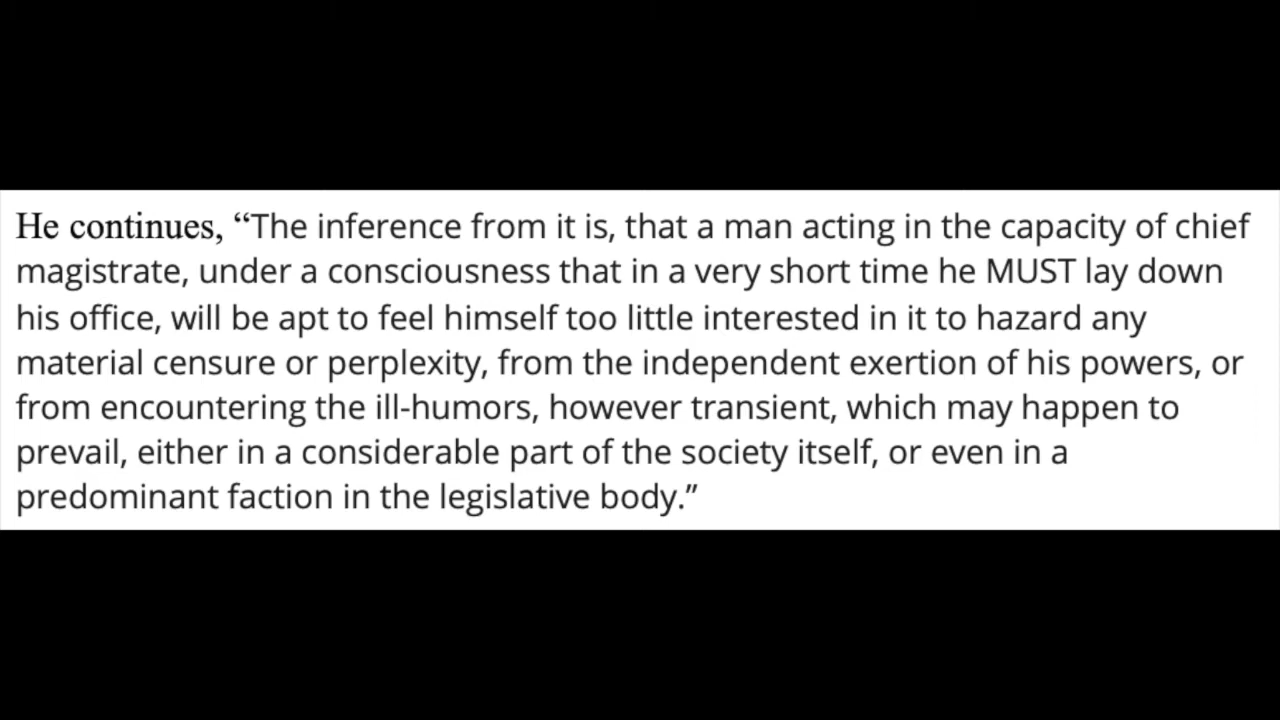 He continues, “The inference from it is, that a man acting in the capacity of chief
magistrate, under a consciousness that in a very short time he MUST lay down
his office, will be apt to feel himself too little interested in it to hazard any
material censure or perplexity, from the independent exertion of his powers, or
from encountering the ill-humors, however transient, which may happen to
prevail, either in a considerable part of the society itself, or even in a
predominant faction in the legislative body.”